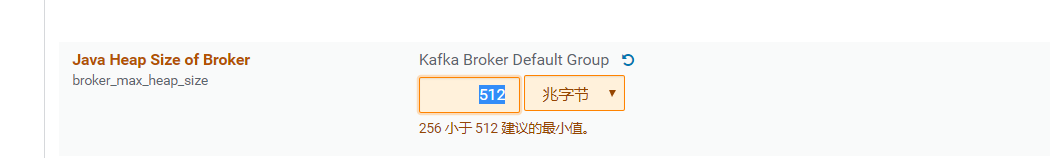 Java Heap Size of Broker
Kafka Broker Default Group
broker_max_heap_size
512 兆字节
256 小于 512 建议的最小值。